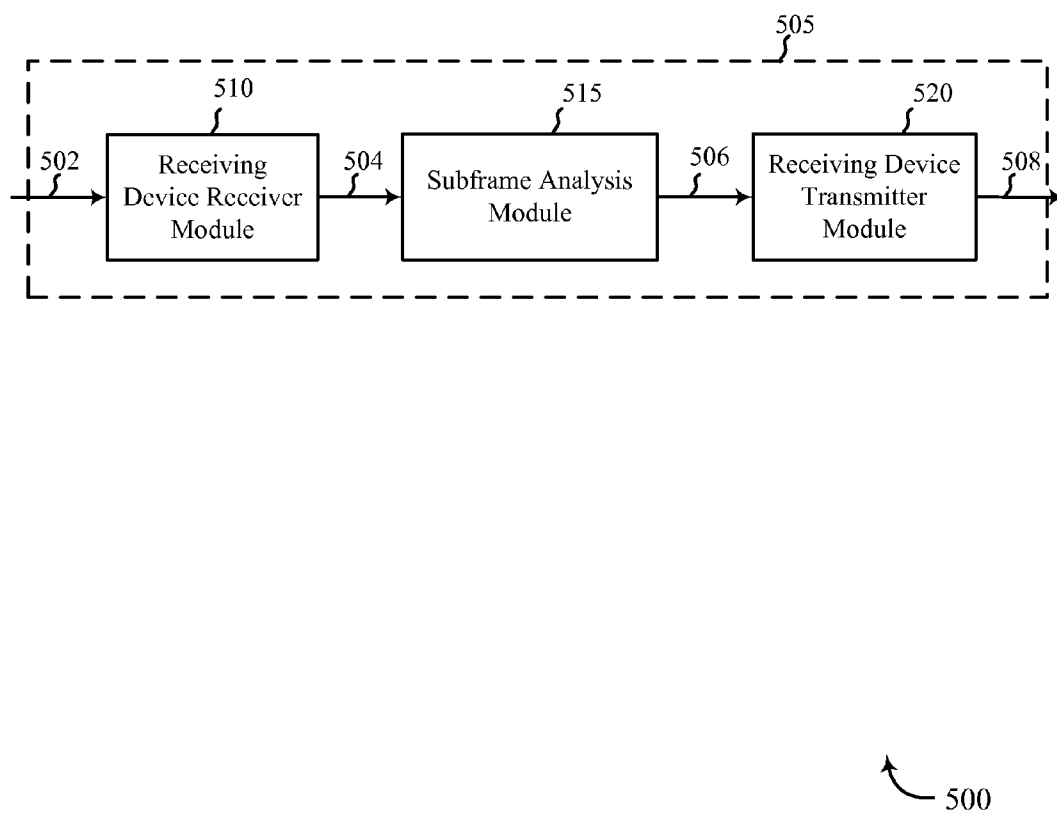 505
510
515
520
502
Receiving
Device Receiver
Module
504
Subframe Analysis
Module
506
Receiving Device
Transmitter
Module
508
500